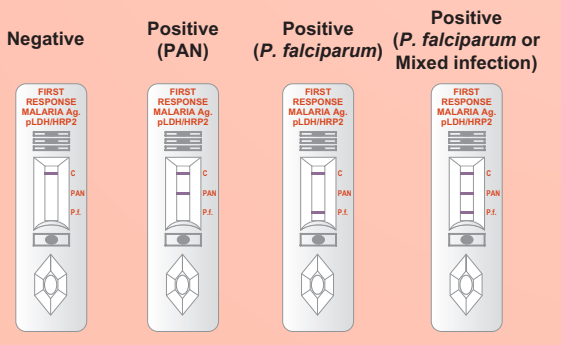 Negative
Positive
(PAN)
Positive
(P. falciparum)
Positive
(P. falciparum or
Mixed infection)
FIRST
RESPONSE
MALARIA Ag.
pLDH/HRP2
C
PAN
P.f.
FIRST
RESPONSE
MALARIA Ag.
pLDH/HRP2
C
PAN
P.f.
FIRST
RESPONSE
MALARIA Ag.
pLDH/HRP2
C
PAN
P.f.
FIRST
RESPONSE
MALARIA Ag.
pLDH/HRP2
C
PAN
P.f.